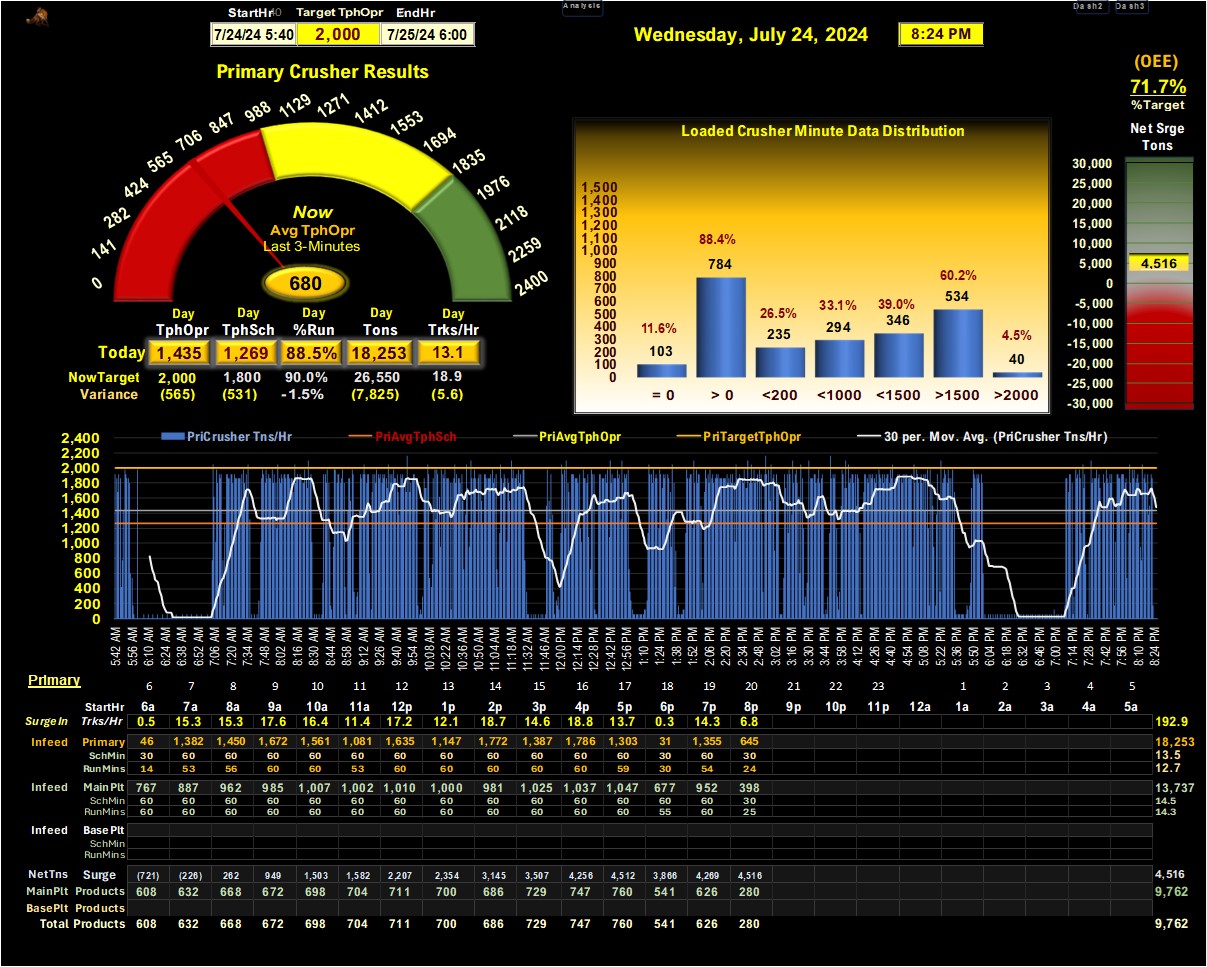 StartHr Target TphOpr EndHr
7/24/24 5:40 2,000 7/25/24 6:00
Analysis
Wednesday, July 24, 2024 8:24 PM
Dash2 Dash3
Primary Crusher Results
0 141 282 424 565 706 847 988 1129 1271 1412 1553 1694 1835 1976 2118 2259 2400
Now
Avg TphOpr
Last 3-Minutes
680
Day Day Day Day Day
TphOpr TphSch %Run Tons Trks/Hr
Today 1,435 1,269 88.5% 18,253 13.1
NowTarget 2,000 1,800 90.0% 26,550 18.9
Variance (565) (531) -1.5% (7,825) (5.6)
Loaded Crusher Minute Data Distribution
1,500
1,400
1,300
1,200
1,100
1,000
900
800
700
600
500
400
300
200
100
0
11.6% 88.4% 26.5% 33.1% 39.0% 60.2% 4.5%
103 784 235 294 346 534 40
= 0 > 0 <200 <1000 <1500 >1500 >2000
(OEE)
71.7%
%Target
Net Srge
Tons
30,000
25,000
20,000
15,000
10,000
5,000
0
-5,000
-10,000
-15,000
-20,000
-25,000
-30,000
4,516
PriCrusher Tns/Hr PriAvgTphSch PriAvgTphOpr PriTargetTphOpr 30 per. Mov. Avg. (PriCrusher Tns/Hr)
2,400
2,200
2,000
1,800
1,600
1,400
1,200
1,000
800
600
400
200
0
5:42 AM 5:56 AM 6:10 AM 6:24 AM 6:38 AM 6:52 AM 7:06 AM 7:20 AM 7:34 AM 7:48 AM 8:02 AM 8:16 AM 8:30 AM 8:44 AM 8:58 AM 9:12 AM 9:26 AM 9:40 AM 9:54 AM 10:08 AM 10:22 AM 10:36 AM 10:50 AM 11:04 AM 11:18 AM 11:32 AM 11:46 AM 12:00 PM 12:14 PM 12:28 PM 12:42 PM 12:56 PM 1:10 PM 1:24 PM 1:38 PM 1:52 PM 2:06 PM 2:20 PM 2:34 PM 2:48 PM 3:02 PM 3:16 PM 3:30 PM 3:44 PM 3:58 PM 4:12 PM 4:26 PM 4:40 PM 4:54 PM 5:08 PM 5:22 PM 5:36 PM 5:50 PM 6:04 PM 6:18 PM 6:32 PM 6:46 PM 7:00 PM 7:14 PM 7:28 PM 7:42 PM 7:56 PM 8:10 PM 8:24 PM
Primary
6 7 8 9 10 11 12 13 14 15 16 17 18 19 20 21 22 23 1 2 3 4 5
StartHr 6a 7a 8a 9a 10a 11a 12p 1p 2p 3p 4p 5p 6p 7p 8p 9p 10p 11p 12a 1a 2a 3a 4a 5a
SurgeIn Trks/Hr 0.5 15.3 15.3 17.6 16.4 11.4 17.2 12.1 18.7 14.6 18.8 13.7 0.3 14.3 6.8 192.9
Infeed Primary 46 1,382 1,450 1,672 1,561 1,081 1,635 1,147 1,772 1,387 1,786 1,303 31 1,355 645 18,253
SchMin 30 60 60 60 60 60 60 60 60 60 60 60 30 60 30 13.5
RunMins 14 53 56 60 60 53 60 60 60 60 60 59 30 54 24 12.7
Infeed MainPlt 767 887 962 985 1,007 1,002 1,010 1,000 981 1,025 1,037 1,047 677 952 398 13,737
SchMin 60 60 60 60 60 60 60 60 60 60 60 60 60 60 30 14.5
RunMins 60 60 60 60 60 60 60 60 60 60 60 60 55 60 25 14.3
Infeed BasePlt
SchMin
RunMins
NetTns Surge (721) (226) 262 949 1,503 1,582 2,207 2,354 3,145 3,507 4,256 4,512 3,866 4,269 4,516 4,516
MainPlt Products 608 632 668 672 698 704 711 700 686 729 747 760 541 626 280 9,762
BasePlt Products
Total Products 608 632 668 672 698 704 711 700 686 729 747 760 541 626 280 9,762